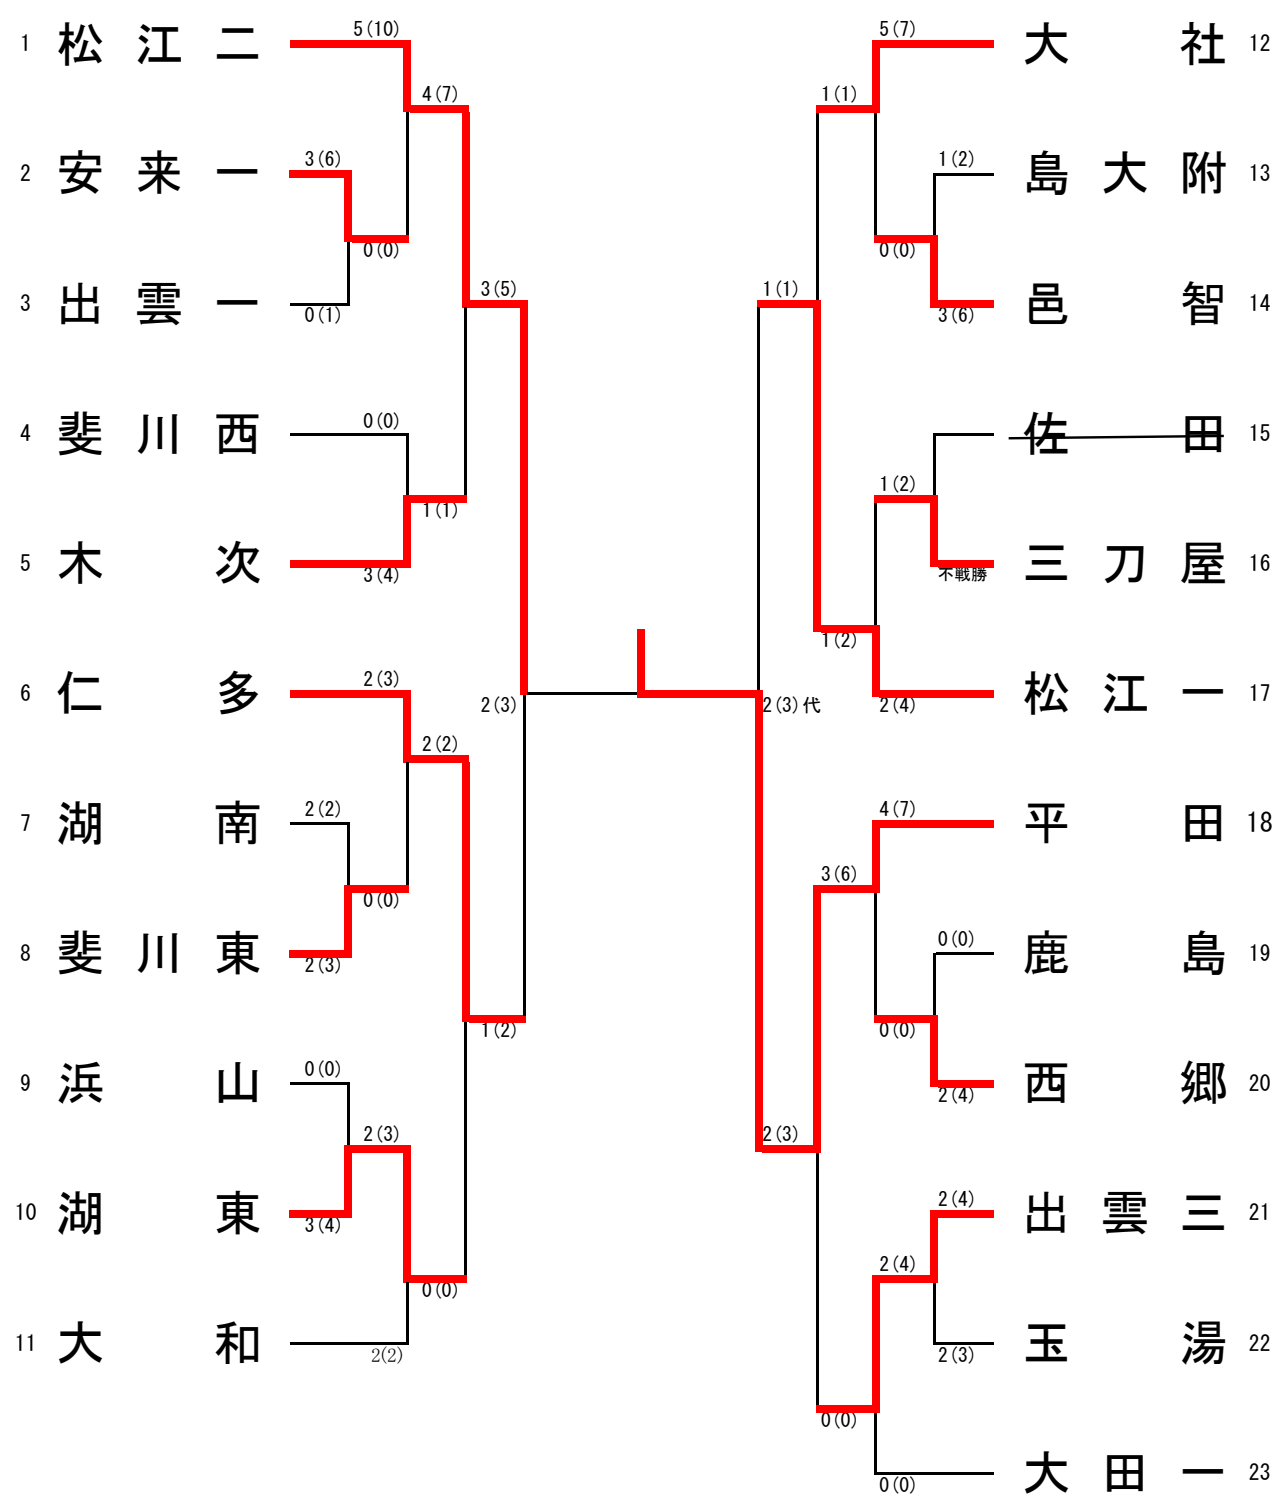 1 松江二 5(10)
4(7)
2 安来一 3(6)
0(0)
3 出雲一 0(1)
3(5)
4 斐川西 0(0)
1(1)
5 木次 3(4)
2(3)
6 仁多 2(3)
2(2)
7 湖南 2(2)
0(0)
8 斐川東 2(3)
1(2)
9 浜山 0(0)
2(3)
10 湖東 3(4)
0(0)
11 大和 2(2)
5(7) 大社 12
1(1)
1(2) 島大附 13
0(0)
3(6) 邑智 14
1(1)
佐田 15
1(2)
不戦勝 三刀屋 16
1(2)
2(4) 松江一 17
2(3)代
4(7) 平田 18
3(6)
0(0) 鹿島 19
0(0)
2(4) 西郷 20
2(3)
2(4) 出雲三 21
2(4)
2(3) 玉湯 22
0(0)
0(0) 大田一 23